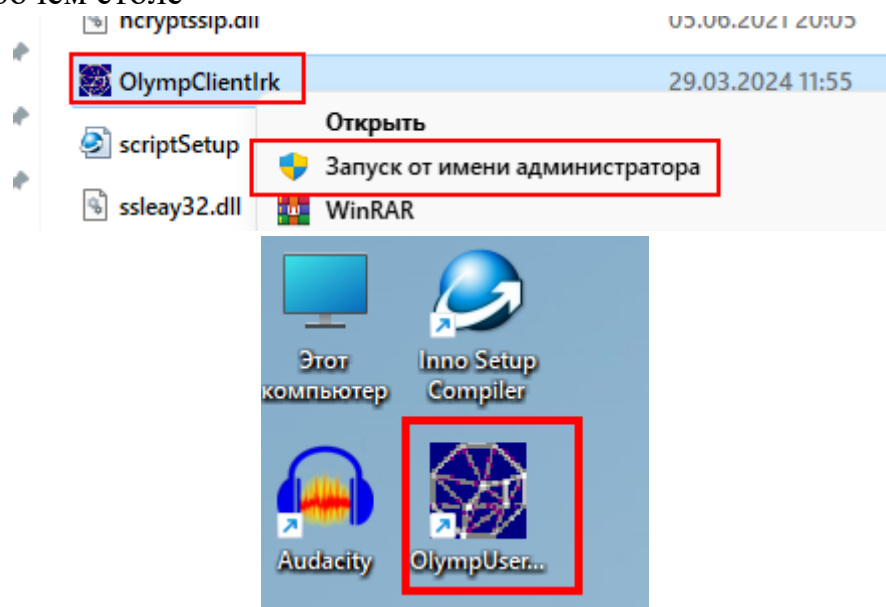 ncryptssip.dll 05.06.2021 20:05
OlympClientIrk 29.03.2024 11:55
Открыть
scriptSetup
Запуск от имени администратора
ssleay32.dll
WinRAR
Этот компьютер
Inno Setup Compiler
Audacity
OlympUser...